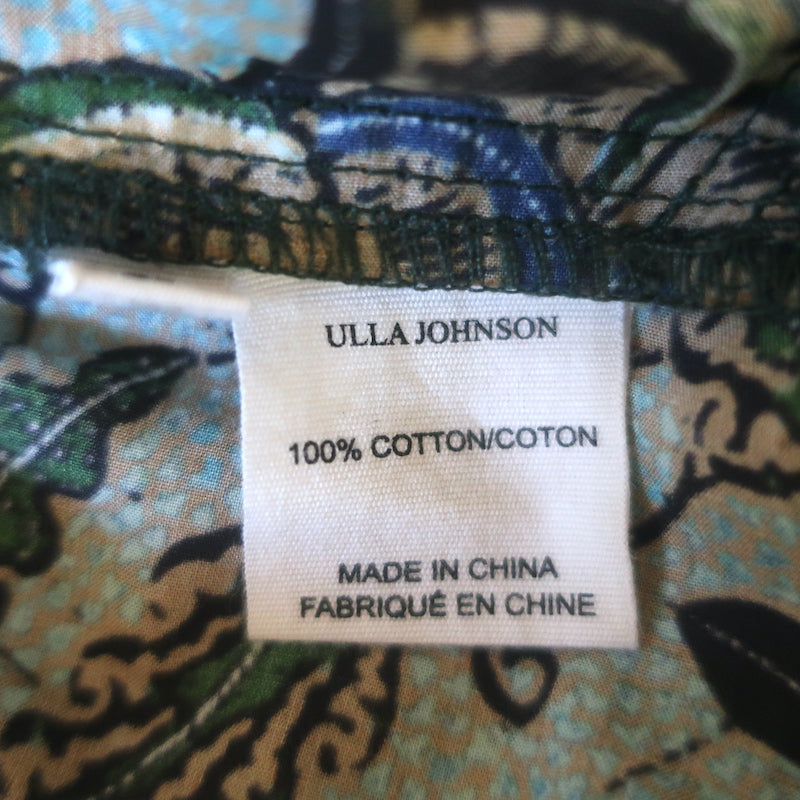 ULLA JOHNSON
100% COTTON/COTON
MADE IN CHINA
FABRIQUÉ EN CHINE